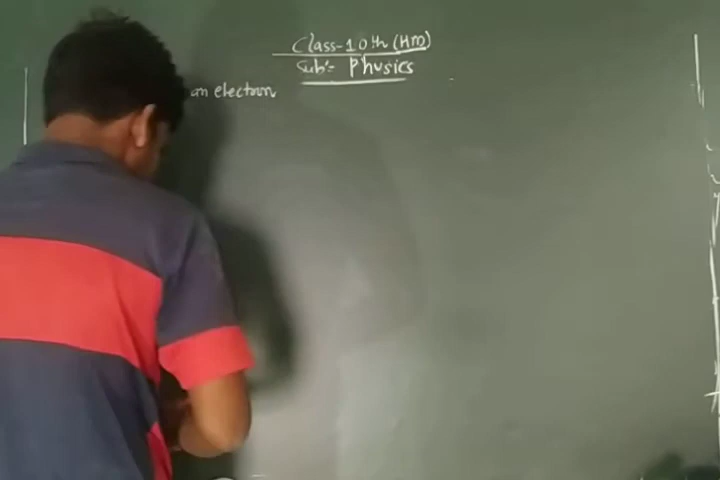 Class-10th (HM)
Sub:- Physics
an electron